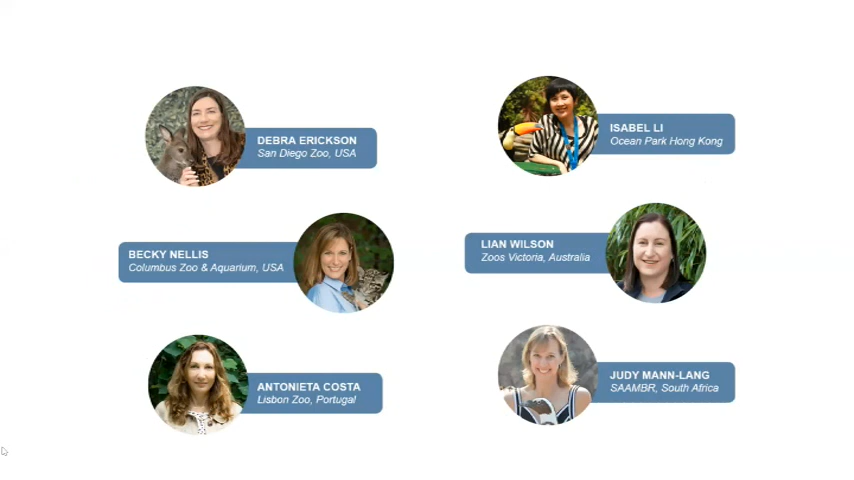 DEBRA ERICKSON
San Diego Zoo, USA
ISABEL LI
Ocean Park Hong Kong
BECKY NELLIS
Columbus Zoo & Aquarium, USA
LIAN WILSON
Zoos Victoria, Australia
ANTONIETA COSTA
Lisbon Zoo, Portugal
JUDY MANN-LANG
SAAMBR, South Africa